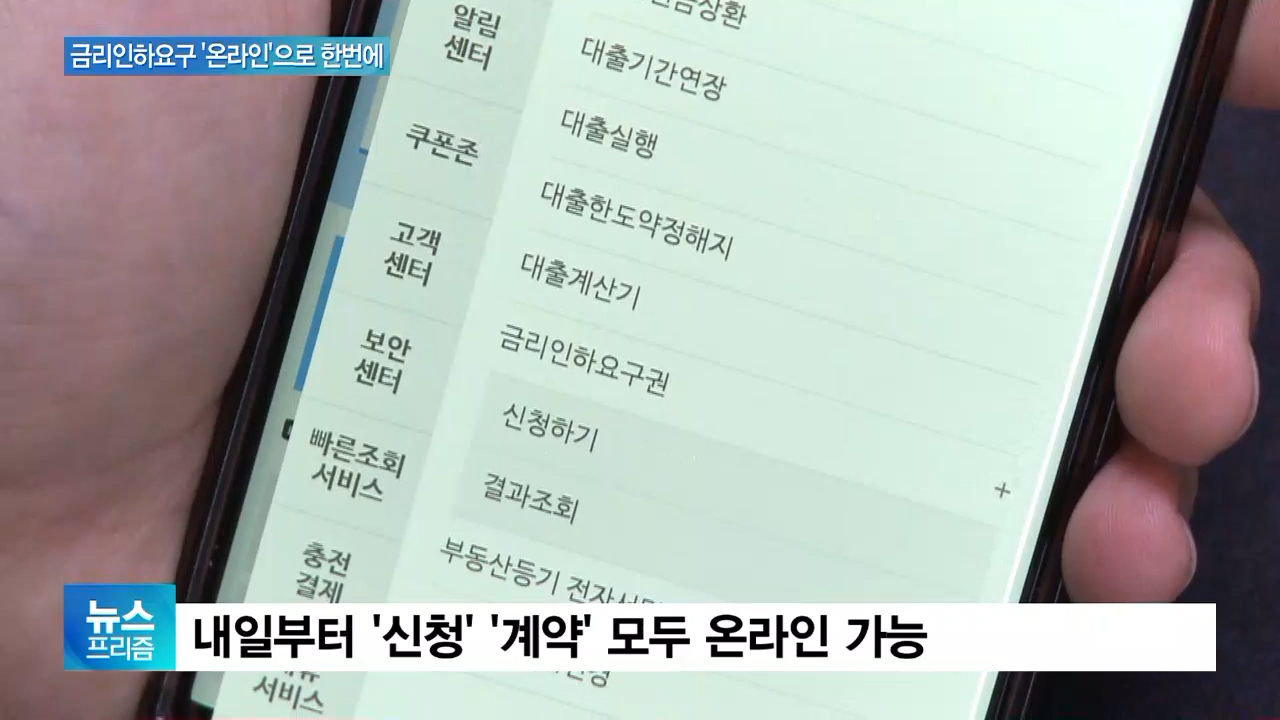 금리인하요구 '온라인'으로 한번에
알림
센터
쿠폰존
고객
센터
보안
센터
빠른조회
서비스
충전
결제
서비스
대출기간연장
대출실행
대출한도약정해지
대출계산기
금리인하요구권
신청하기
+
결과조회
부동산등기
뉴스
프리즘
내일부터 '신청' '계약' 모두 온라인 가능